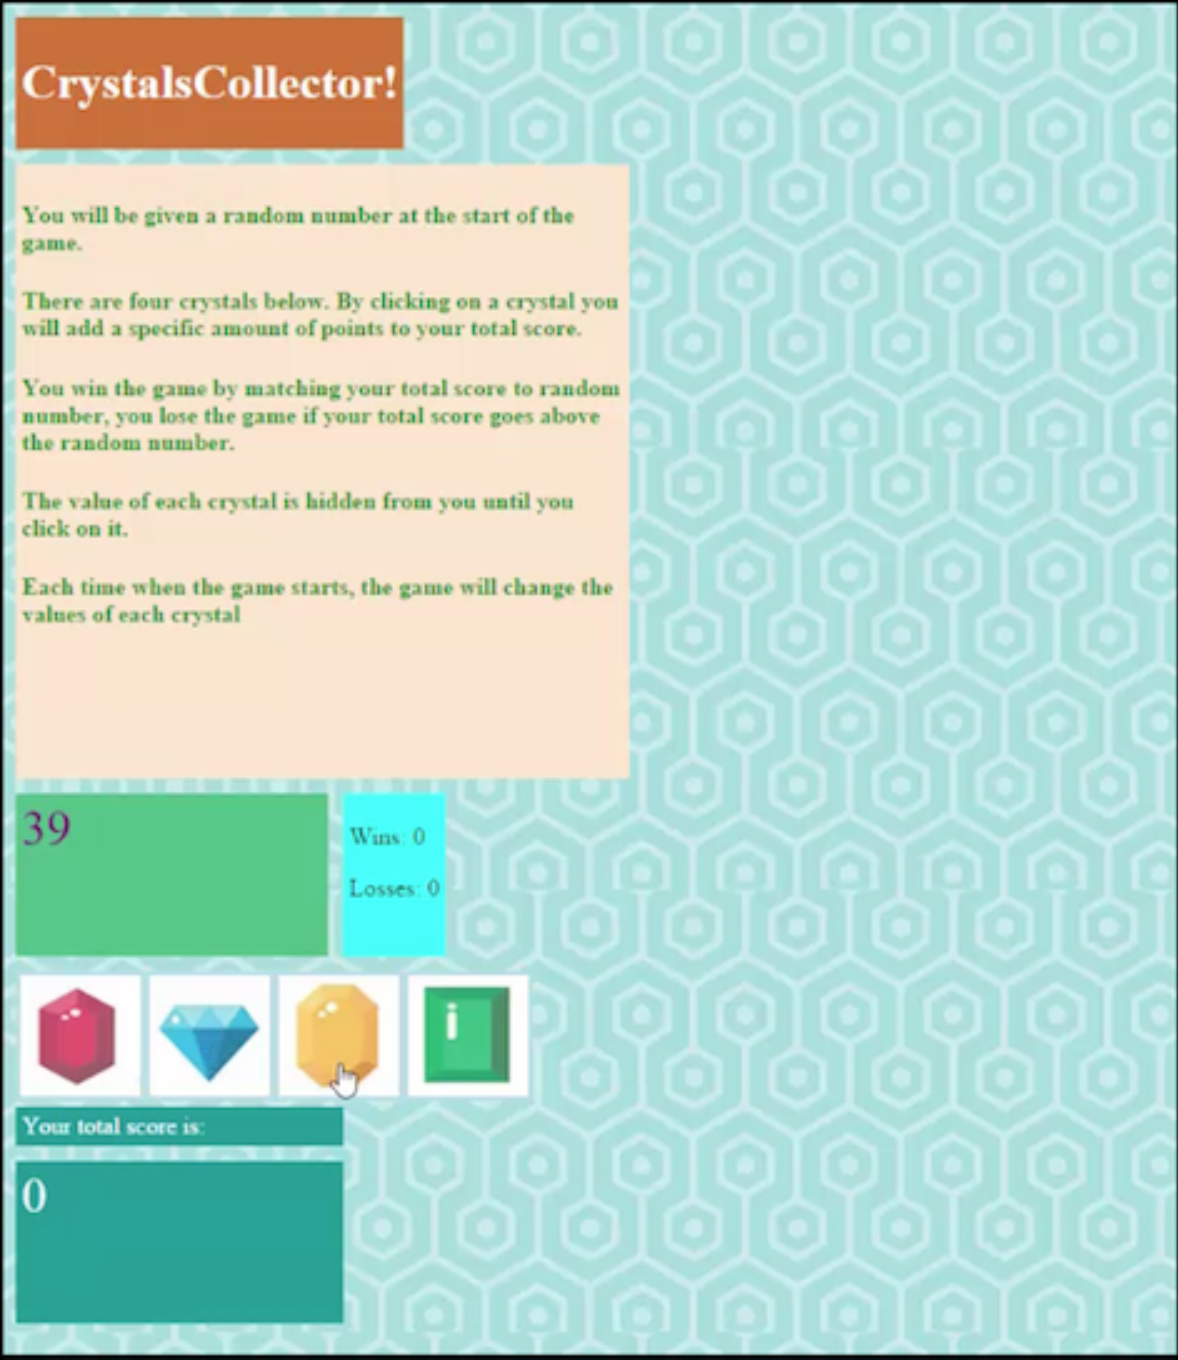 CrystalsCollector!
You will be given a random number at the start of the
game.
There are four crystals below. By clicking on a crystal you
will add a specific amount of points to your total score.
You win the game by matching your total score to random
number, you lose the game if your total score goes above
the random number.
The value of each crystal is hidden from you until you
click on it.
Each time when the game starts, the game will change the
values of each crystal
39
Wins: 0
Losses: 0
Your total score is:
0